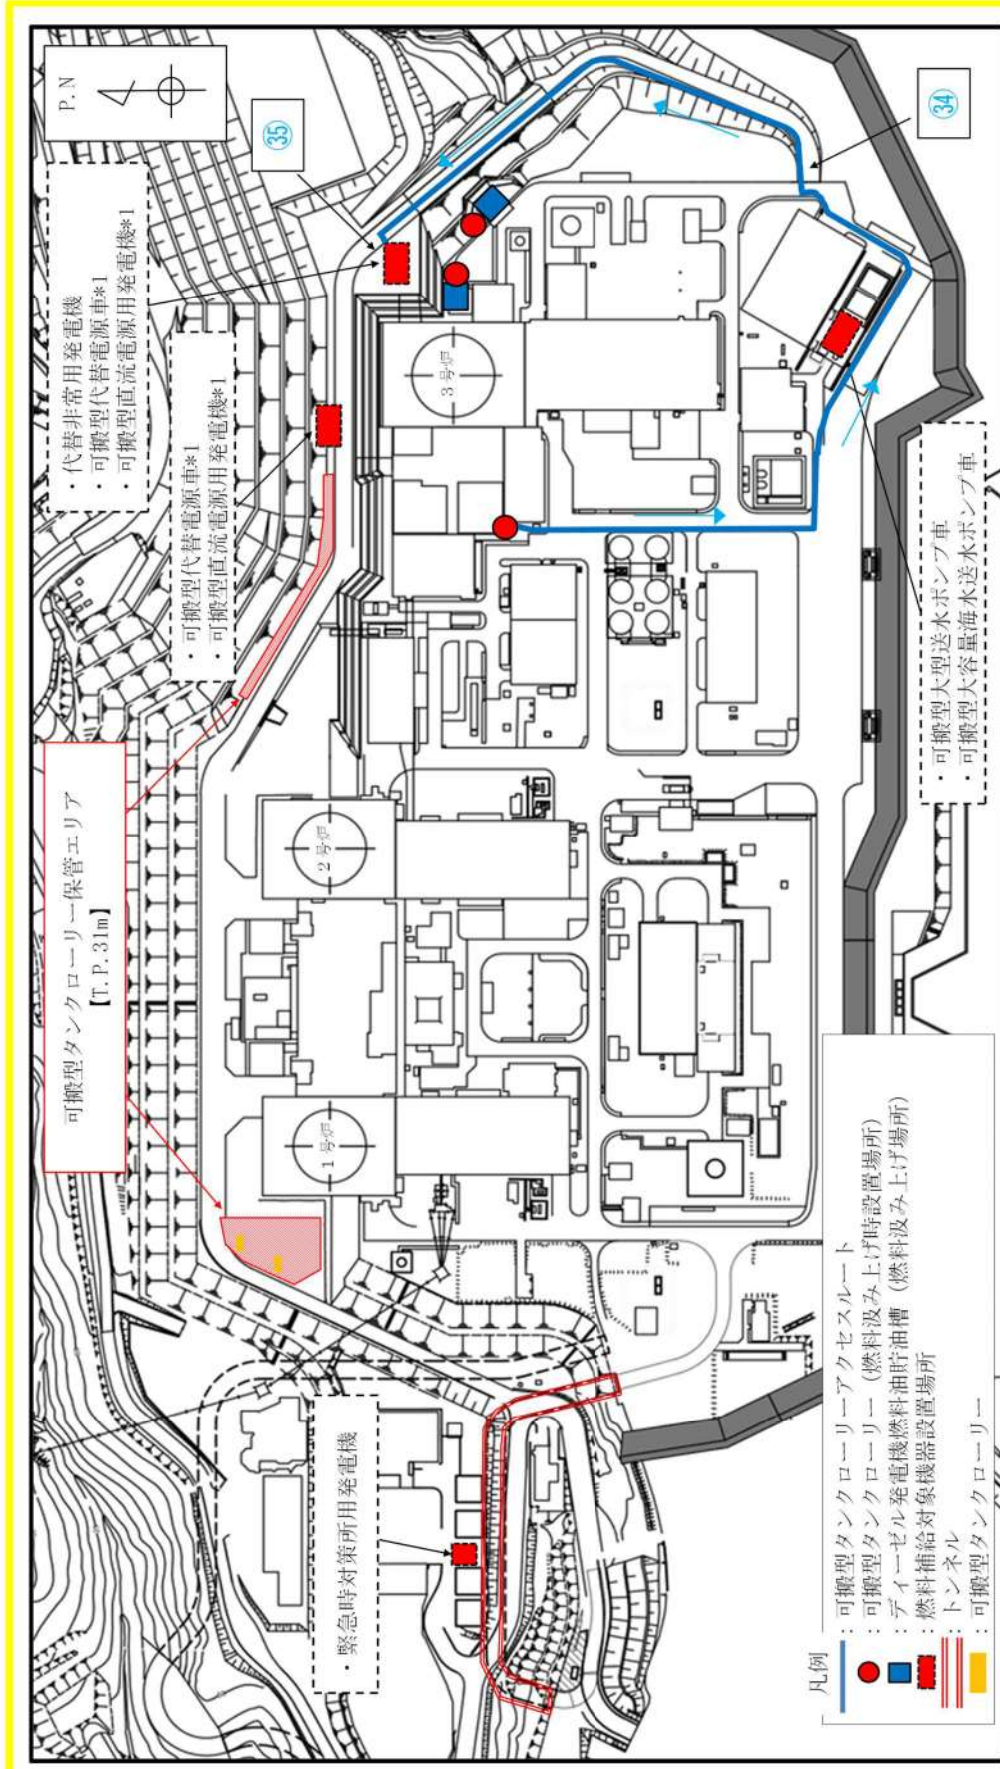 P.N
㉟
・代替非常用発電機
・可搬型代替電源車*1
・可搬型直流電源用発電機*1
・可搬型代替電源車*1
・可搬型直流電源用発電機*1
可搬型タンクローリー保管エリア
【T.P.31m】
3号炉
2号炉
1号炉
㉞
・可搬型大型送水ポンプ車
・可搬型大容量海水送水ポンプ車
・緊急時対策所用発電機
凡例
：可搬型タンクローリーアクセスルート
：可搬型タンクローリー（燃料汲み上げ時設置場所）
：ディーゼル発電機燃料油貯油槽（燃料汲み上げ場所）
：燃料補給対象機器設置場所
：トンネル
：可搬型タンクローリー